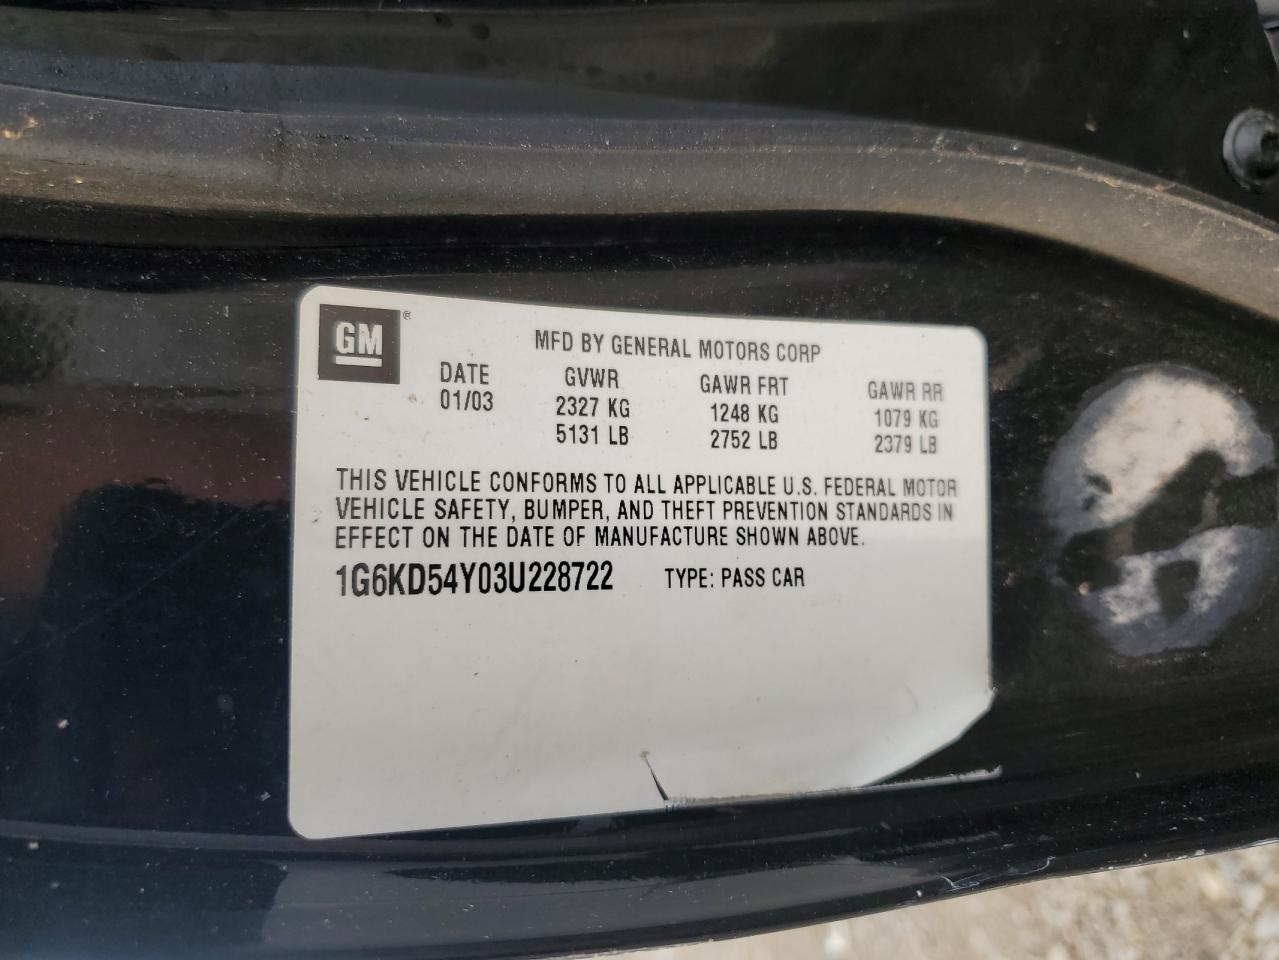 GM ®
MFD BY GENERAL MOTORS CORP
DATE GVWR GAWR FRT GAWR RR
01/03 2327 KG 1248 KG 1079 KG
5131 LB 2752 LB 2379 LB
THIS VEHICLE CONFORMS TO ALL APPLICABLE U.S. FEDERAL MOTOR
VEHICLE SAFETY, BUMPER, AND THEFT PREVENTION STANDARDS IN
EFFECT ON THE DATE OF MANUFACTURE SHOWN ABOVE.
1G6KD54Y03U228722 TYPE: PASS CAR